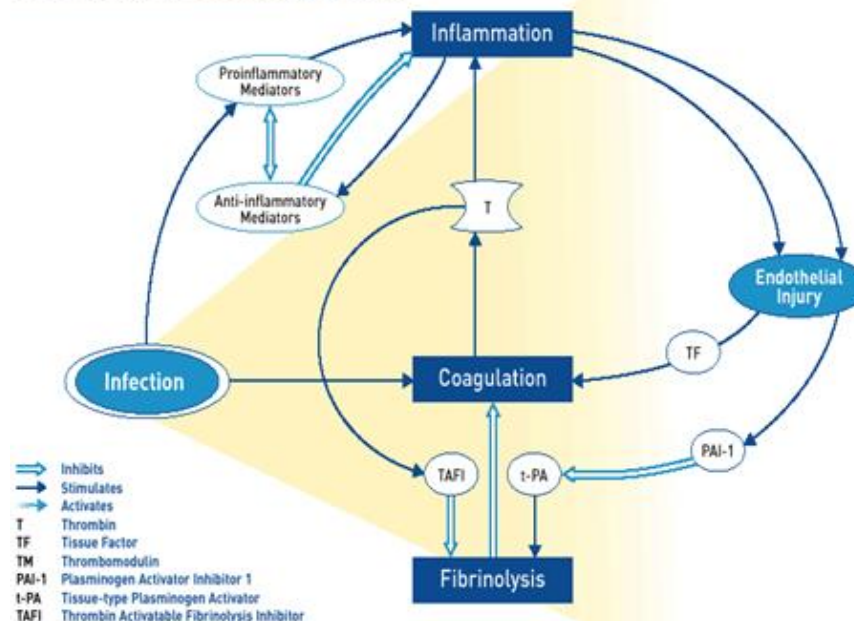 Inflammation
Proinflammatory
Mediators
Anti-inflammatory
Mediators
T
Endothelial
Injury
TF
Infection
Coagulation
PAI-1
TAFI
t-PA
Fibrinolysis
Inhibits
Stimulates
Activates
T Thrombin
TF Tissue Factor
TM Thrombomodulin
PAI-1 Plasminogen Activator Inhibitor 1
t-PA Tissue-type Plasminogen Activator
TAFI Thrombin Activatable Fibrinolysis Inhibitor